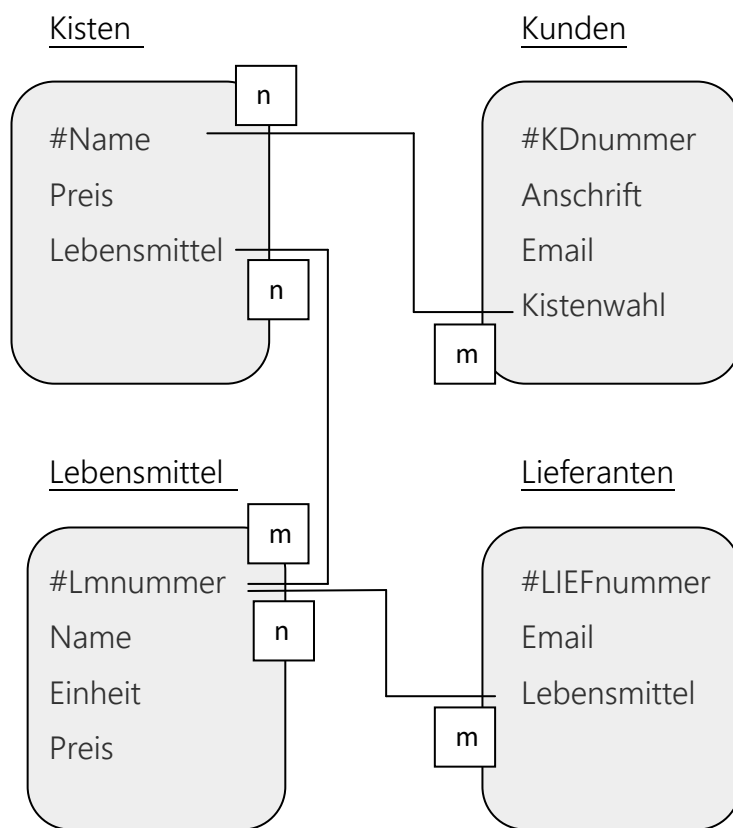 Kisten
n
#Name
Preis
Lebensmittel
n
Kunden
#KDnummer
Anschrift
Email
Kistenwahl
m
Lebensmittel
m
#Lmnummer
n
Name
Einheit
Preis
Lieferanten
#LIEFnummer
Email
Lebensmittel
m